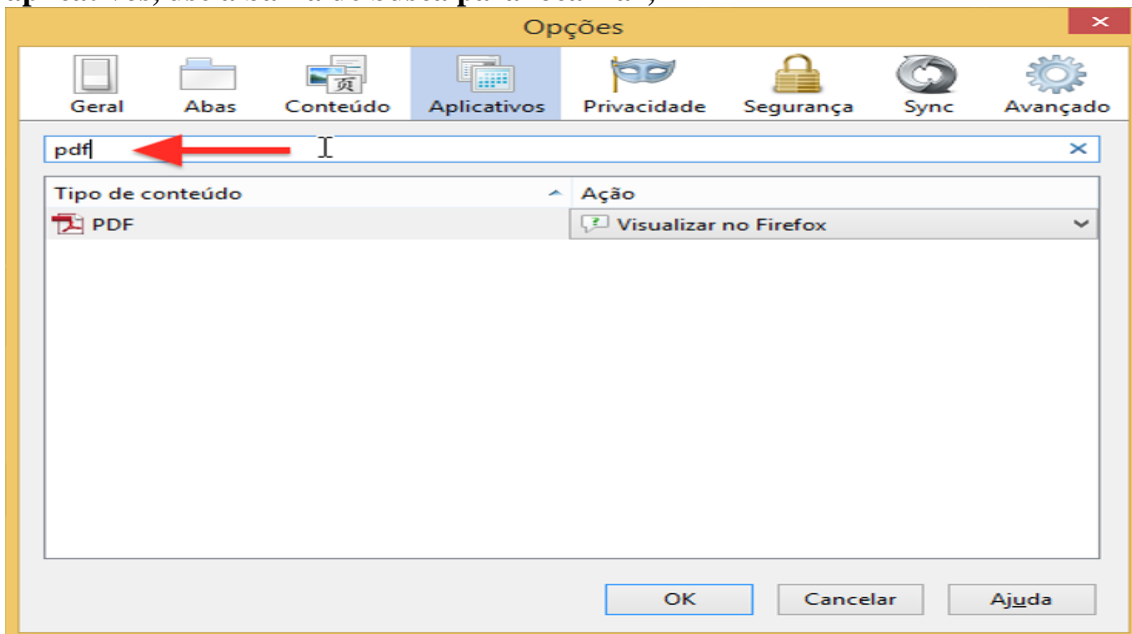 Opções
Geral Abas Conteúdo Aplicativos Privacidade Segurança Sync Avançado
pdf
Tipo de conteúdo Ação
PDF Visualizar no Firefox
OK Cancelar Ajuda